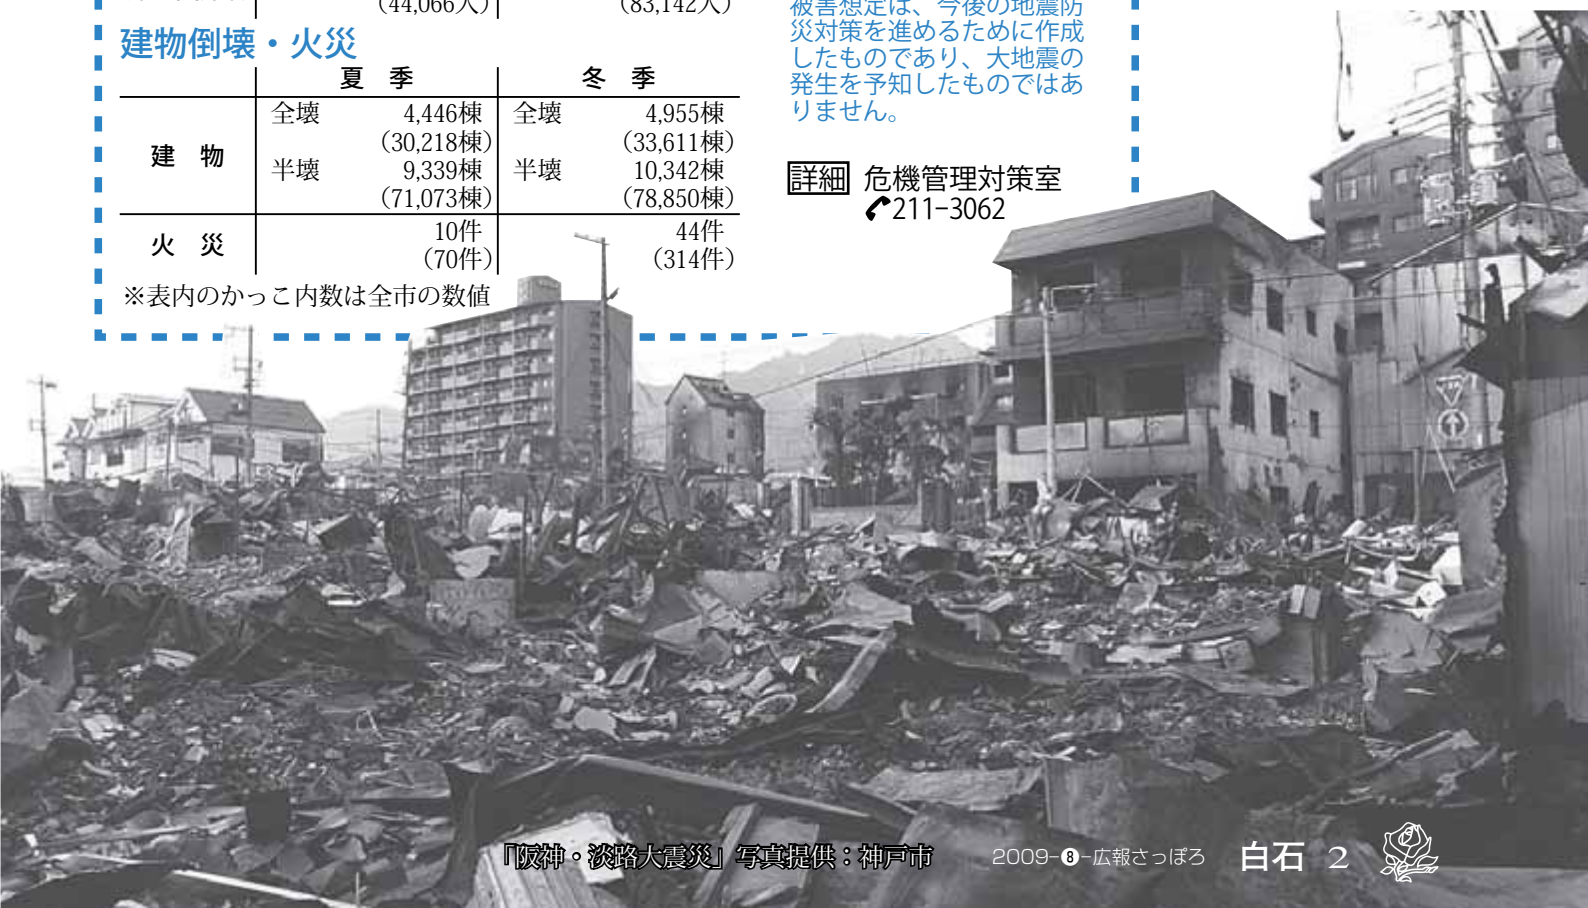 (44,066人) (83,142人)
建物倒壊・火災
夏　季 冬　季
建　物 全壊 4,446棟 全壊 4,955棟
(30,218棟) (33,611棟)
半壊 9,339棟 半壊 10,342棟
(71,073棟) (78,850棟)
火　災 10件 44件
(70件) (314件)
※表内のかっこ内数は全市の数値
被害想定は、今後の地震防
災対策を進めるために作成
したものであり、大地震の
発生を予知したものではあ
りません。
詳細 危機管理対策室
211-3062
「阪神・淡路大震災」写真提供：神戸市
2009-❽-広報さっぽろ 白石 2